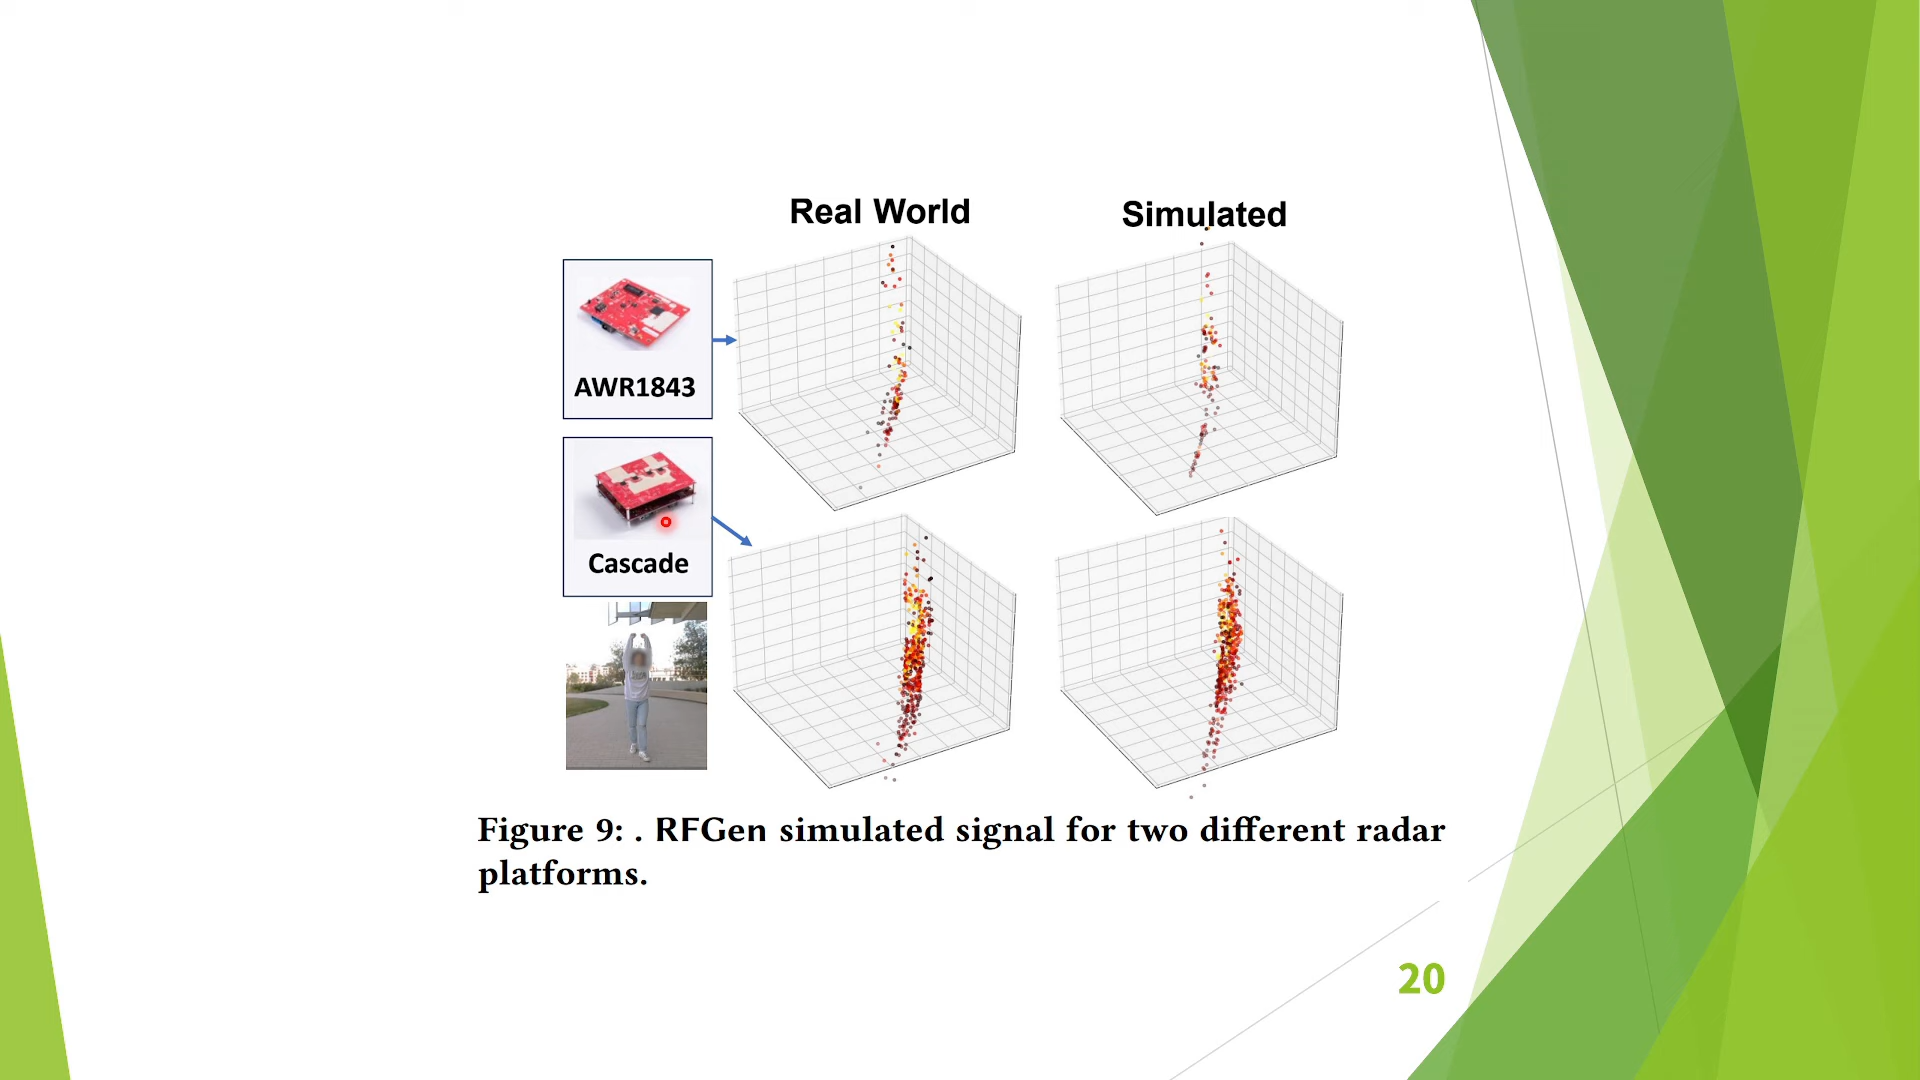 Real World
Simulated
AWR1843
Cascade
Figure 9: . RFGen simulated signal for two different radar
platforms.
20